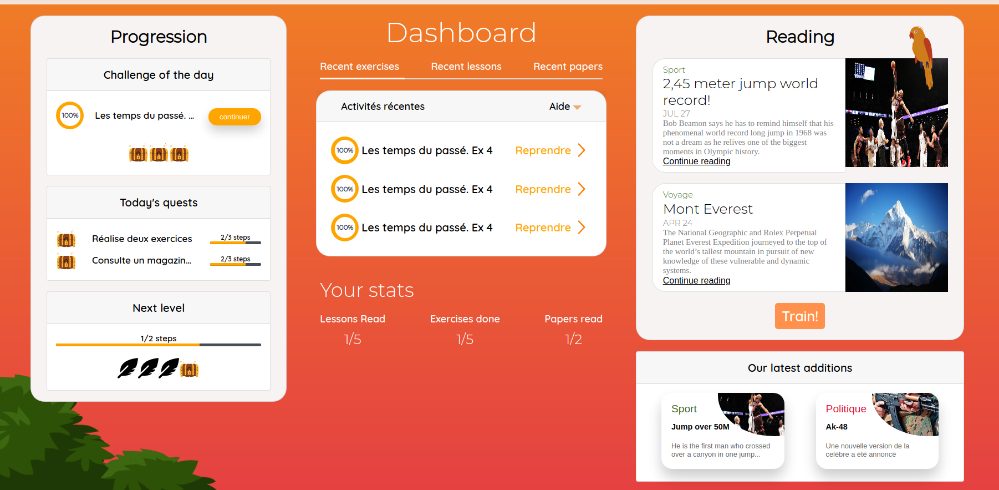 Progression
Challenge of the day
100%
Les temps du passé. ...
continuer
Today's quests
Réalise deux exercices
2/3 steps
Consulte un magazin...
2/3 steps
Next level
1/2 steps
Dashboard
Recent exercises
Recent lessons
Recent papers
Activités récentes
Aide
100%
Les temps du passé. Ex 4
Reprendre
100%
Les temps du passé. Ex 4
Reprendre
100%
Les temps du passé. Ex 4
Reprendre
Your stats
Lessons Read
Exercises done
Papers read
1/5
1/5
1/2
Reading
Sport
2,45 meter jump world
record!
JUL 27
Bob Beamon says he has to remind himself that his
phenomenal world record long jump in 1968 was
not a dream as he relives one of the biggest
moments in Olympic history.
Continue reading
Voyage
Mont Everest
APR 24
The National Geographic and Rolex Perpetual
Planet Everest Expedition journeyed to the top of
the world’s tallest mountain in pursuit of new
knowledge of these vulnerable and dynamic
systems.
Continue reading
Train!
Our latest additions
Sport
Jump over 50M
He is the first man who crossed
over a canyon in one jump...
Politique
Ak-48
Une nouvelle version de la
celèbre a été annoncé